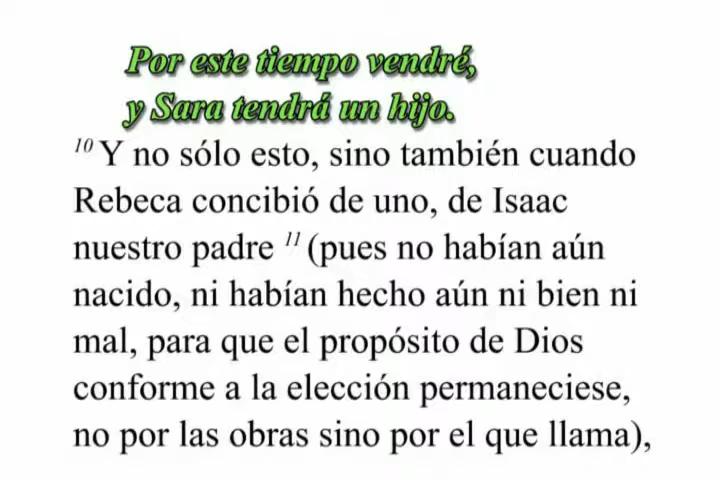 Por este tiempo vendré,
y Sara tendrá un hijo.
10 Y no sólo esto, sino también cuando
Rebeca concibió de uno, de Isaac
nuestro padre 11 (pues no habían aún
nacido, ni habían hecho aún ni bien ni
mal, para que el propósito de Dios
conforme a la elección permaneciese,
no por las obras sino por el que llama),